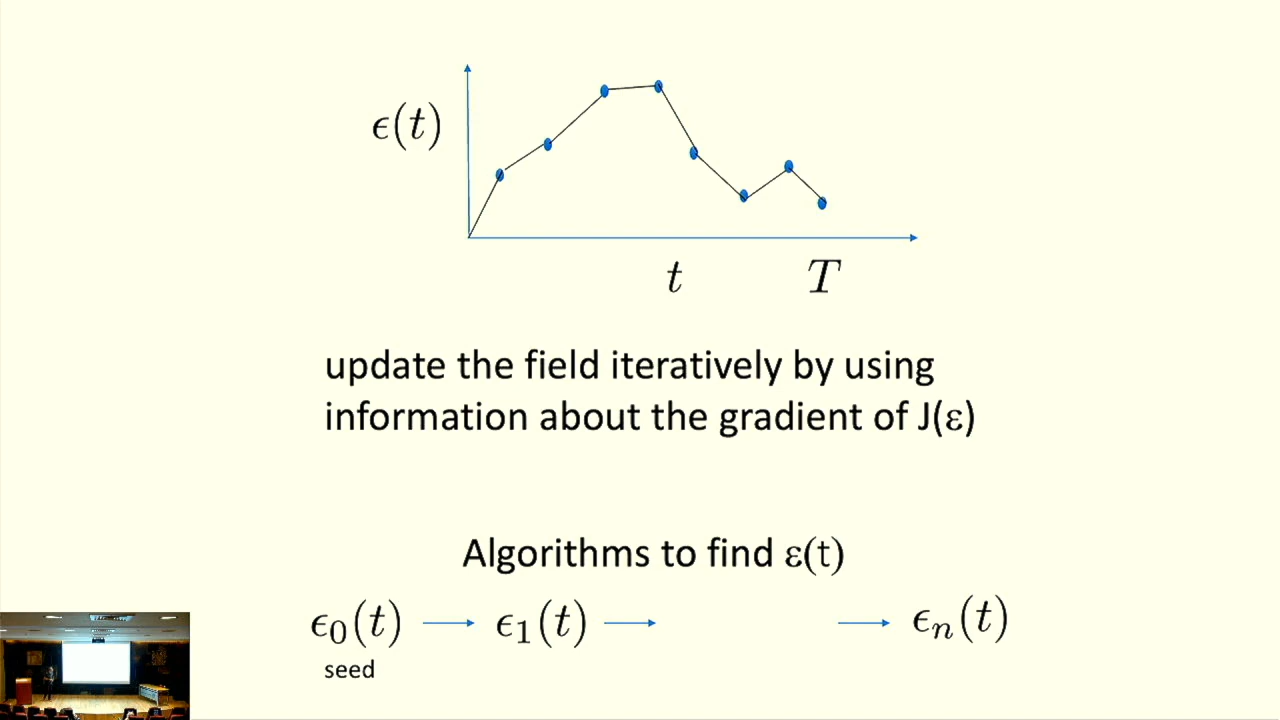 ϵ(t)
t T
update the field iteratively by using
information about the gradient of J(ε)
Algorithms to find ε(t)
ϵ₀(t) → ϵ₁(t) → → ϵₙ(t)
seed